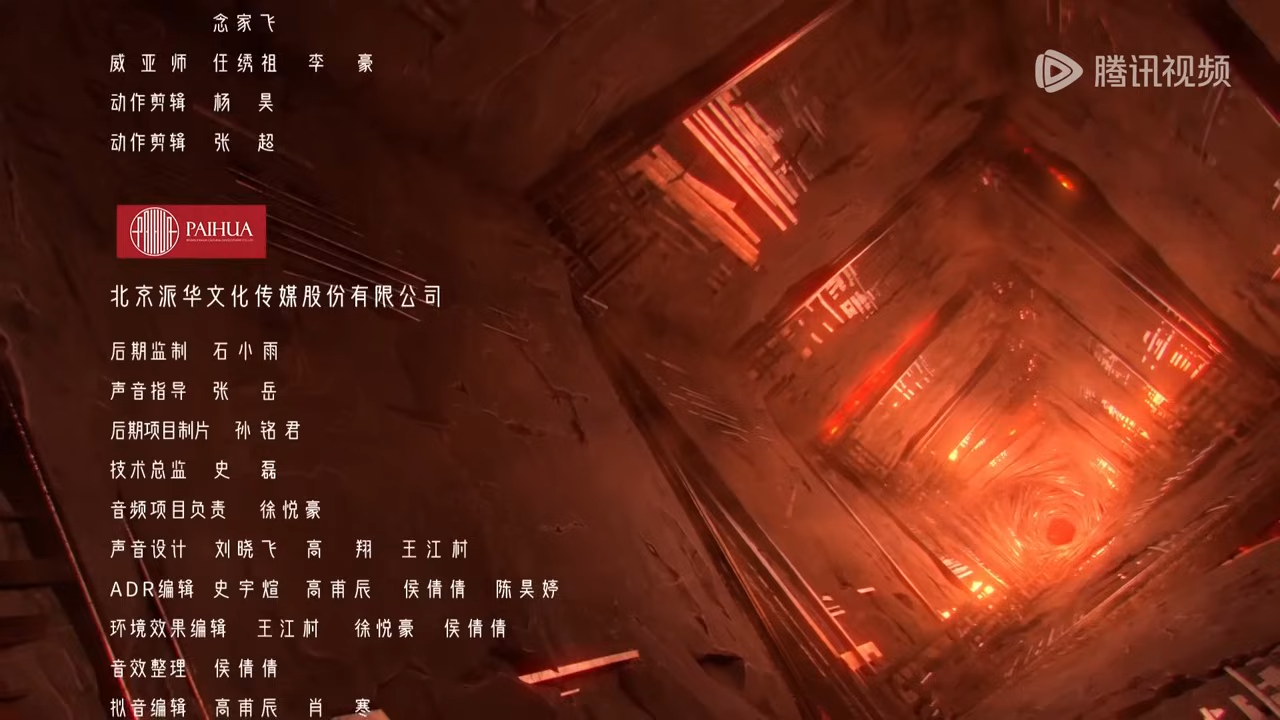 念家飞
威亚师 任绣祖 李豪
腾讯视频
动作剪辑 杨昊
动作剪辑 张超
PAIHUA
北京派华文化传媒股份有限公司
后期监制 石小雨
声音指导 张岳
后期项目制片 孙铭君
技术总监 史磊
音频项目负责 徐悦豪
声音设计 刘晓飞 高翔 王江村
ADR编辑 史宇煊 高甫辰 侯倩倩 陈昊婷
环境效果编辑 王江村 徐悦豪 侯倩倩
音效整理 侯倩倩
拟音编辑 高甫辰 肖寒